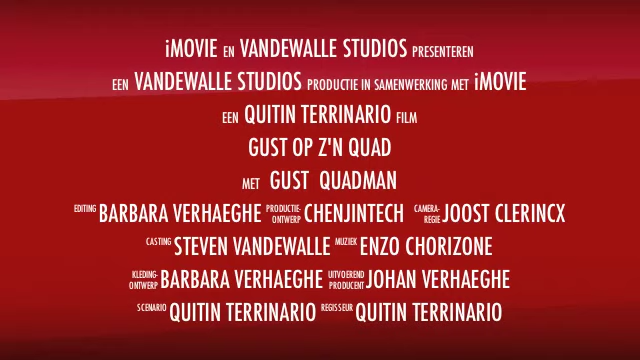 iMOVIE EN VANDEWALLE STUDIOS PRESENTEREN
EEN VANDEWALLE STUDIOS PRODUCTIE IN SAMENWERKING MET iMOVIE
EEN QUITIN TERRINARIO FILM
GUST OP Z'N QUAD
MET GUST QUADMAN
EDITING BARBARA VERHAEGHE PRODUCTIE-ONTWERP CHENJINTECH CAMERA-REGIE JOOST CLERINCX
CASTING STEVEN VANDEWALLE MUZIEK ENZO CHORIZONE
KLEDING-ONTWERP BARBARA VERHAEGHE UITVOEREND PRODUCENT JOHAN VERHAEGHE
SCENARIO QUITIN TERRINARIO REGISSEUR QUITIN TERRINARIO